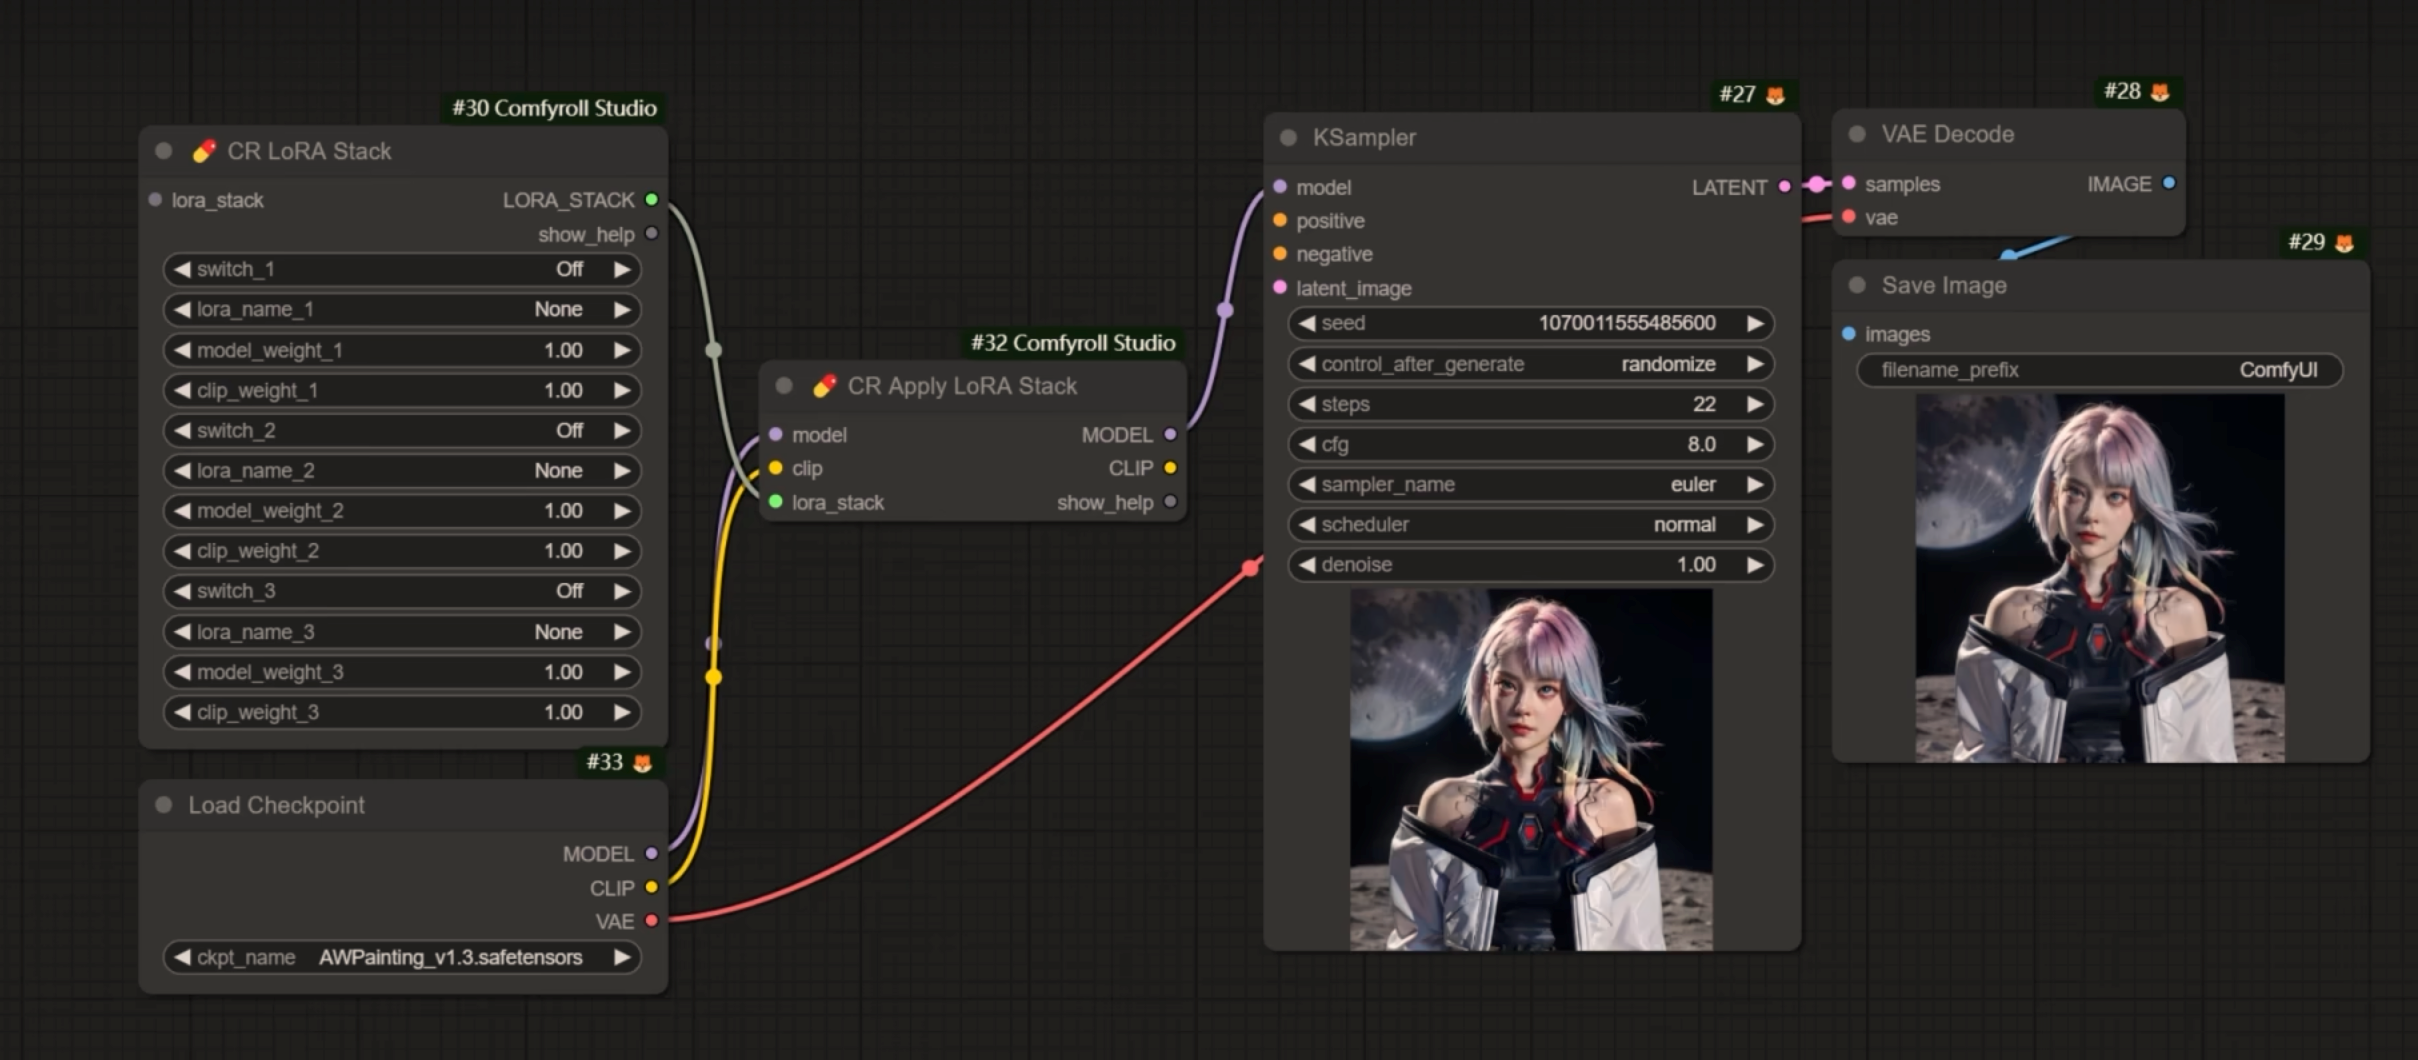 #30 Comfyroll Studio
CR LoRA Stack
lora_stack LORA_STACK
show_help
switch_1 Off
lora_name_1 None
model_weight_1 1.00
clip_weight_1 1.00
switch_2 Off
lora_name_2 None
model_weight_2 1.00
clip_weight_2 1.00
switch_3 Off
lora_name_3 None
model_weight_3 1.00
clip_weight_3 1.00
#33
Load Checkpoint
MODEL
CLIP
VAE
ckpt_name AWPainting_v1.3.safetensors
#32 Comfyroll Studio
CR Apply LoRA Stack
model MODEL
clip CLIP
lora_stack show_help
#27
KSampler
model LATENT
positive
negative
latent_image
seed 1070011555485600
control_after_generate randomize
steps 22
cfg 8.0
sampler_name euler
scheduler normal
denoise 1.00
#28
VAE Decode
samples IMAGE
vae
#29
Save Image
images
filename_prefix ComfyUI